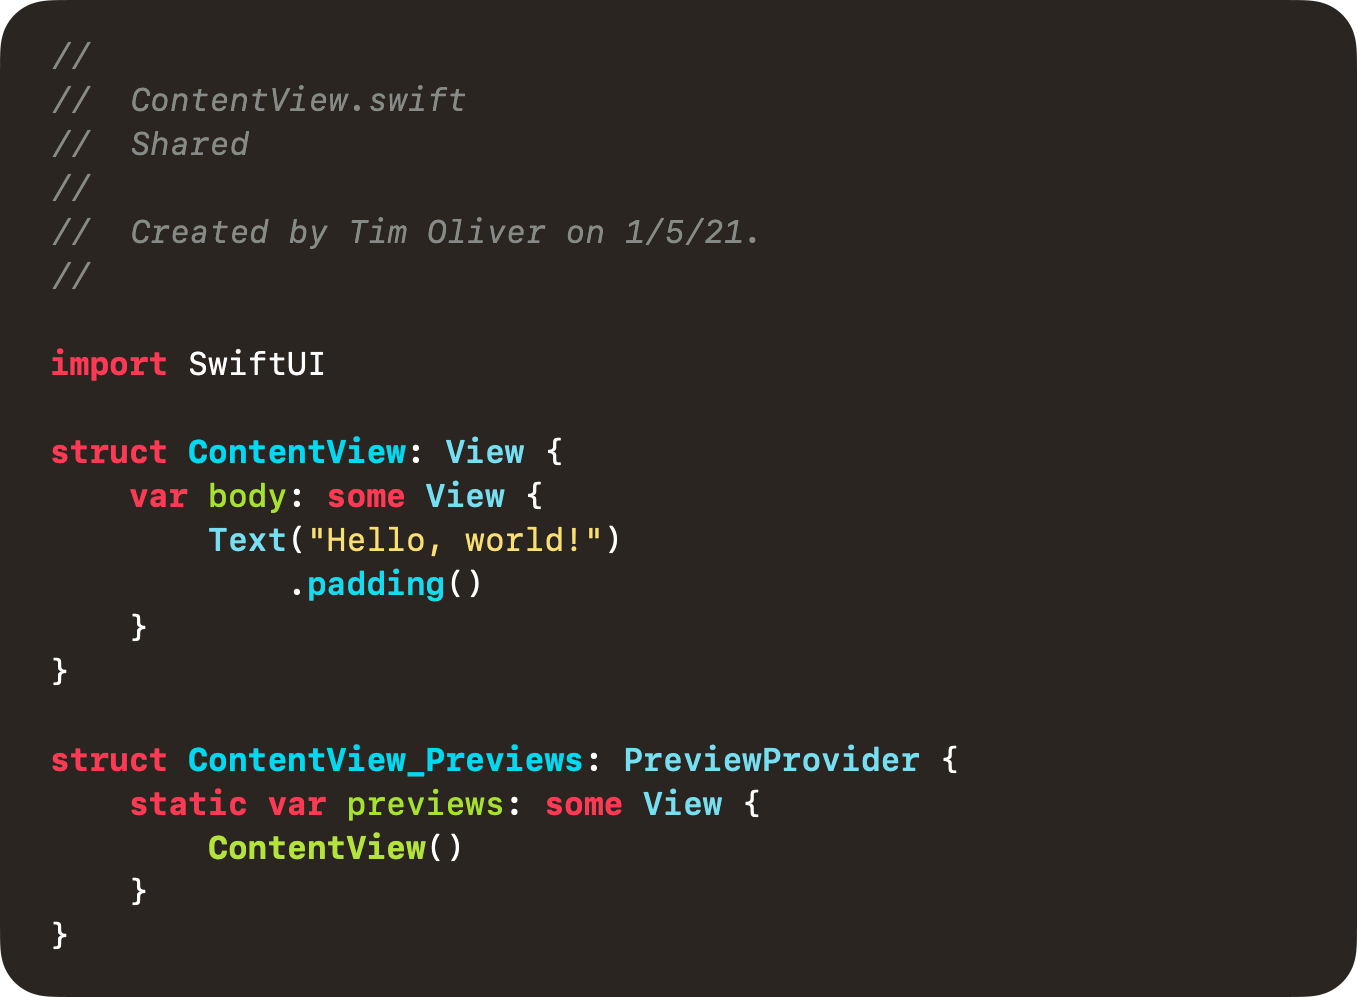 //
//  ContentView.swift
//  Shared
//
//  Created by Tim Oliver on 1/5/21.
//

import SwiftUI

struct ContentView: View {
    var body: some View {
        Text("Hello, world!")
            .padding()
    }
}

struct ContentView_Previews: PreviewProvider {
    static var previews: some View {
        ContentView()
    }
}